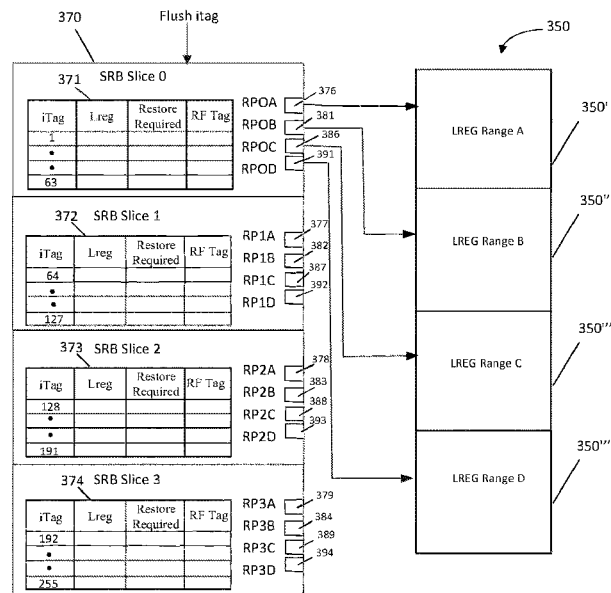 370
Flush itag
350
SRB Slice 0
371
iTag Lreg Restore Required RF Tag
1
•
•
63
RPOA 376
RPOB 381
RPOC 386
RPOD 391
LREG Range A 350'
LREG Range B 350''
LREG Range C 350'''
LREG Range D 350''''
SRB Slice 1
372
iTag Lreg Restore Required RF Tag
64
•
•
127
RP1A 377
RP1B 382
RP1C 387
RP1D 392
SRB Slice 2
373
iTag Lreg Restore Required RF Tag
128
•
•
191
RP2A 378
RP2B 383
RP2C 388
RP2D 393
SRB Slice 3
374
iTag Lreg Restore Required RF Tag
192
•
•
255
RP3A 379
RP3B 384
RP3C 389
RP3D 394